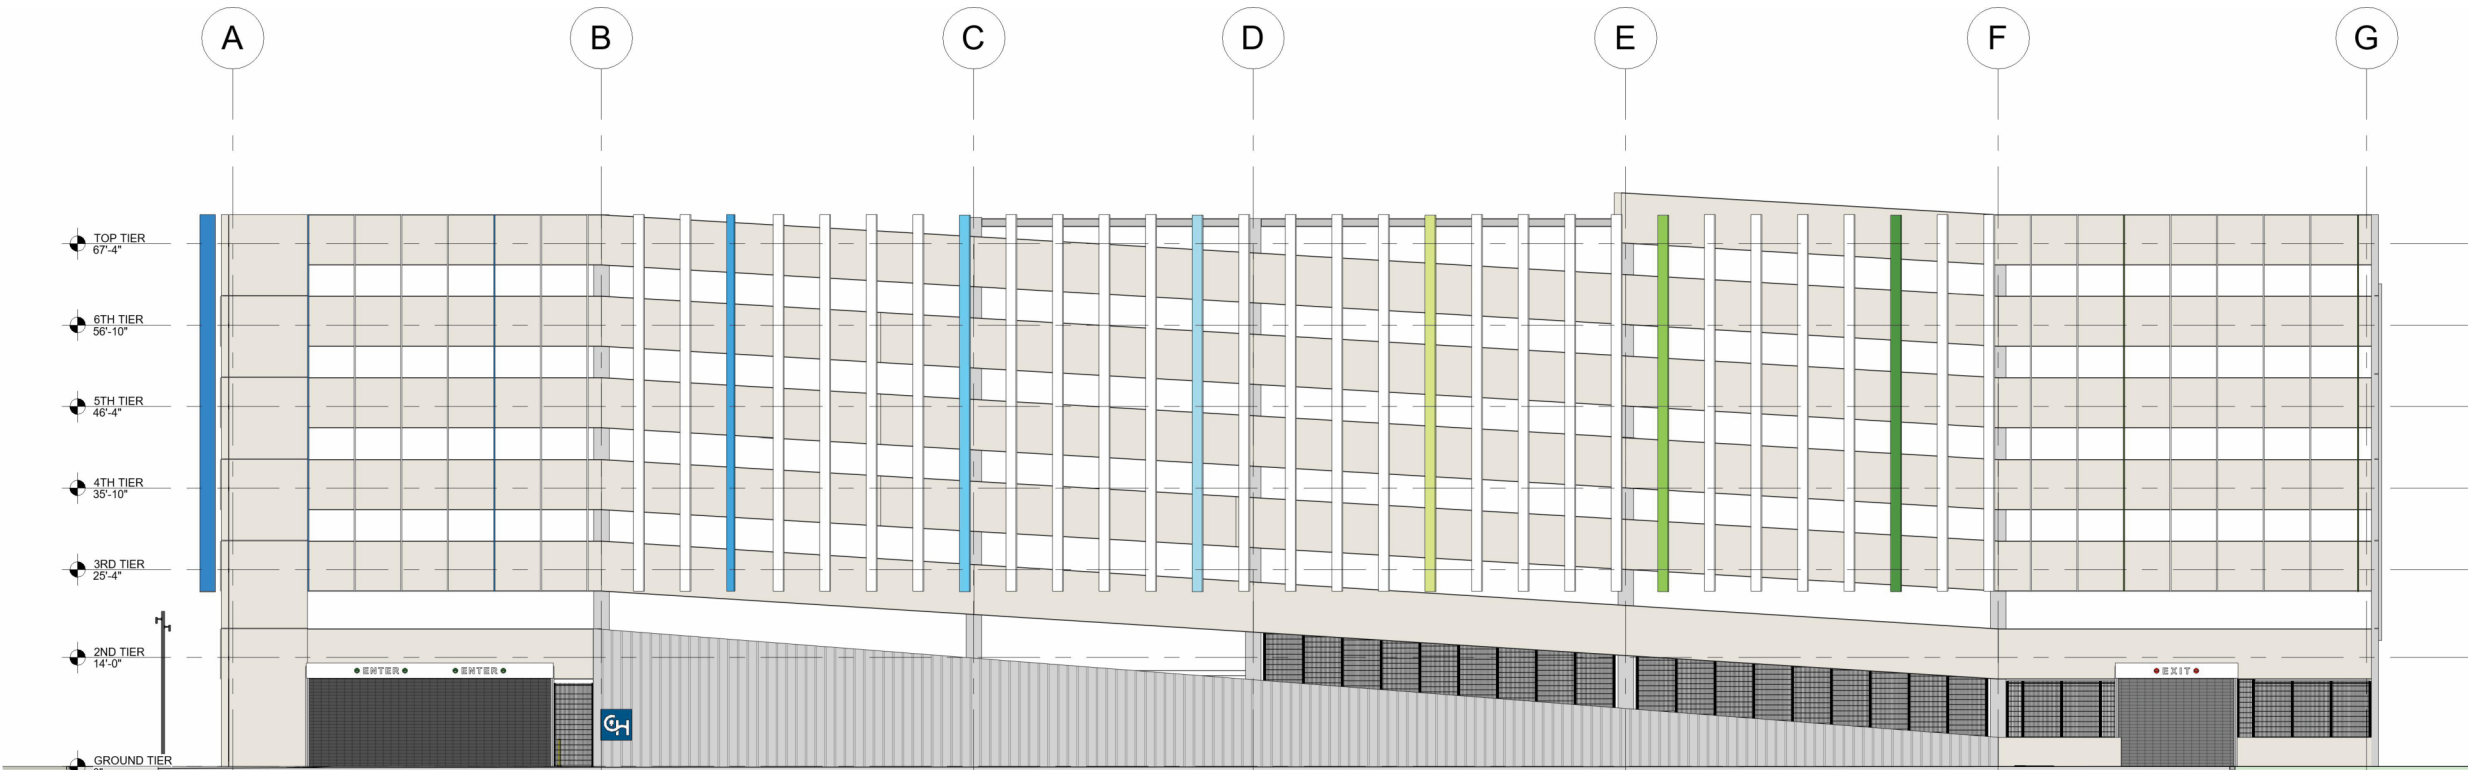 A B C D E F G
TOP TIER
67'-4"
6TH TIER
56'-10"
5TH TIER
46'-4"
4TH TIER
35'-10"
3RD TIER
25'-4"
2ND TIER
14'-0"
ENTER ENTER
EXIT
CH
GROUND TIER